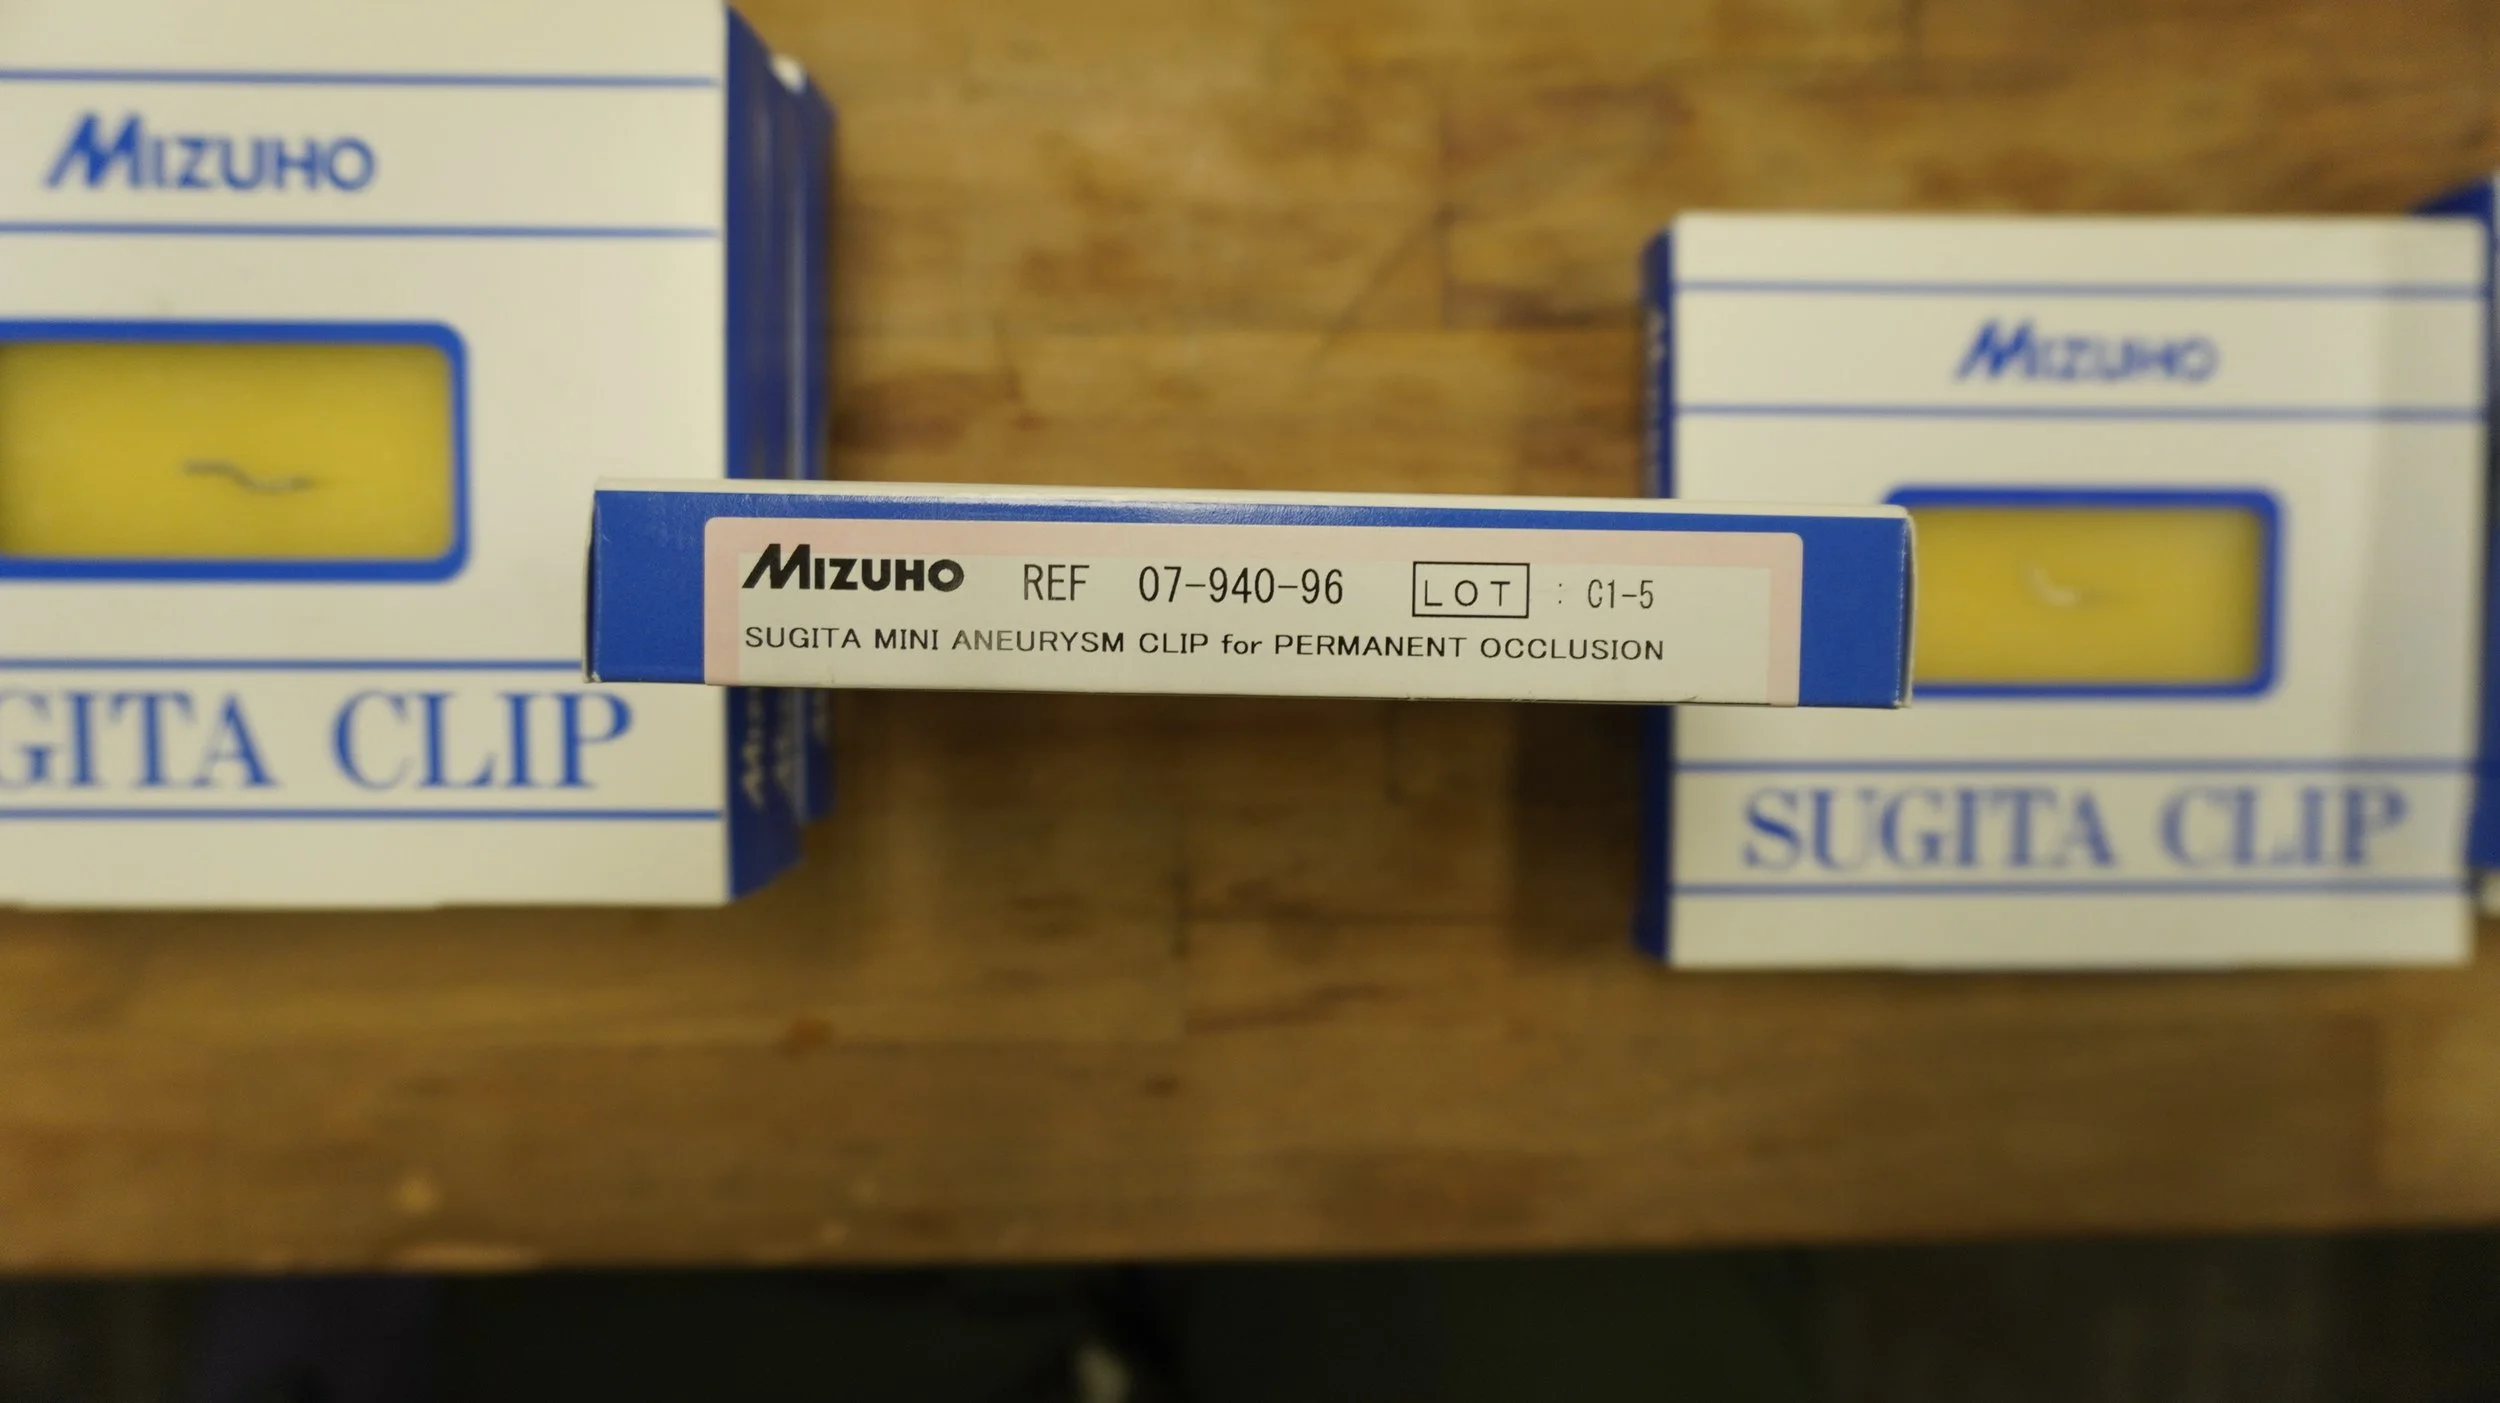 MIZUHO
GITA CLIP
MIZUHO REF 07-940-96 LOT : C1-5
SUGITA MINI ANEURYSM CLIP for PERMANENT OCCLUSION
MIZUHO
SUGITA CLIP